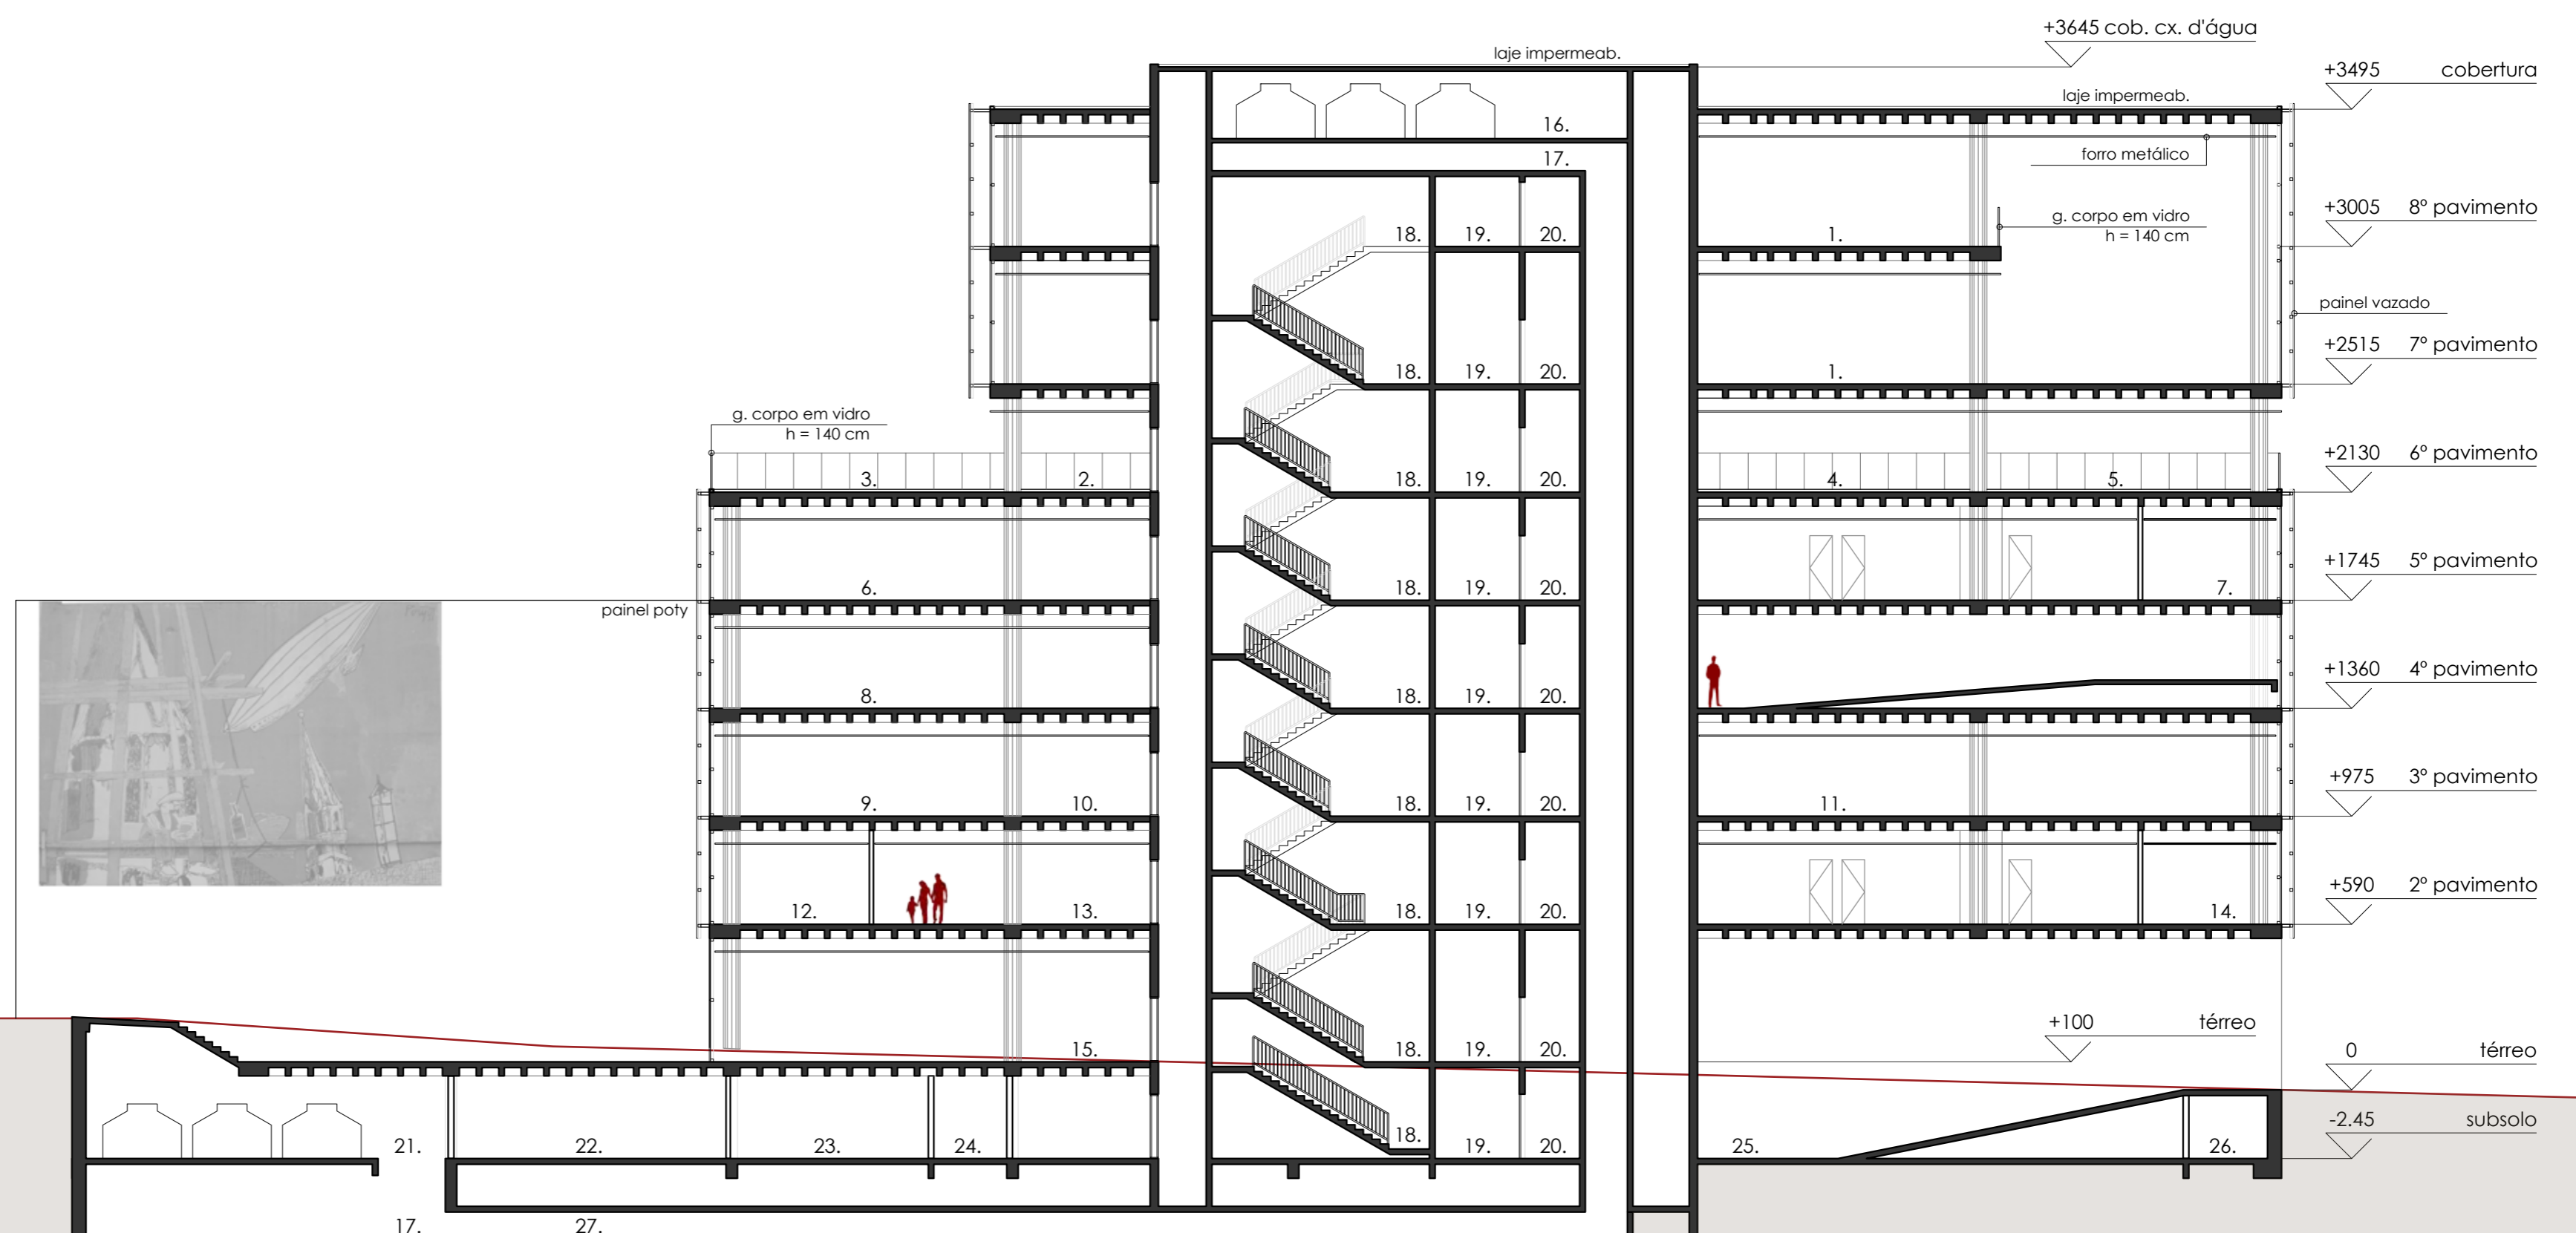 +3645 cob. cx. d'água
laje impermeab.
+3495 cobertura
laje impermeab.
16.
forro metálico
17.
+3005 8º pavimento
g. corpo em vidro
h = 140 cm
18. 19. 20. 1.
painel vazado
+2515 7º pavimento
18. 19. 20. 1.
g. corpo em vidro
h = 140 cm
+2130 6º pavimento
3. 2. 18. 19. 20. 4. 5.
+1745 5º pavimento
6. 18. 19. 20. 7.
painel poty
+1360 4º pavimento
8. 18. 19. 20.
+975 3º pavimento
9. 10. 18. 19. 20. 11.
+590 2º pavimento
12. 13. 18. 19. 20. 14.
+100 térreo
15. 18. 19. 20.
0 térreo
-2.45 subsolo
21. 22. 23. 24. 18. 19. 20. 25. 26.
17. 27.